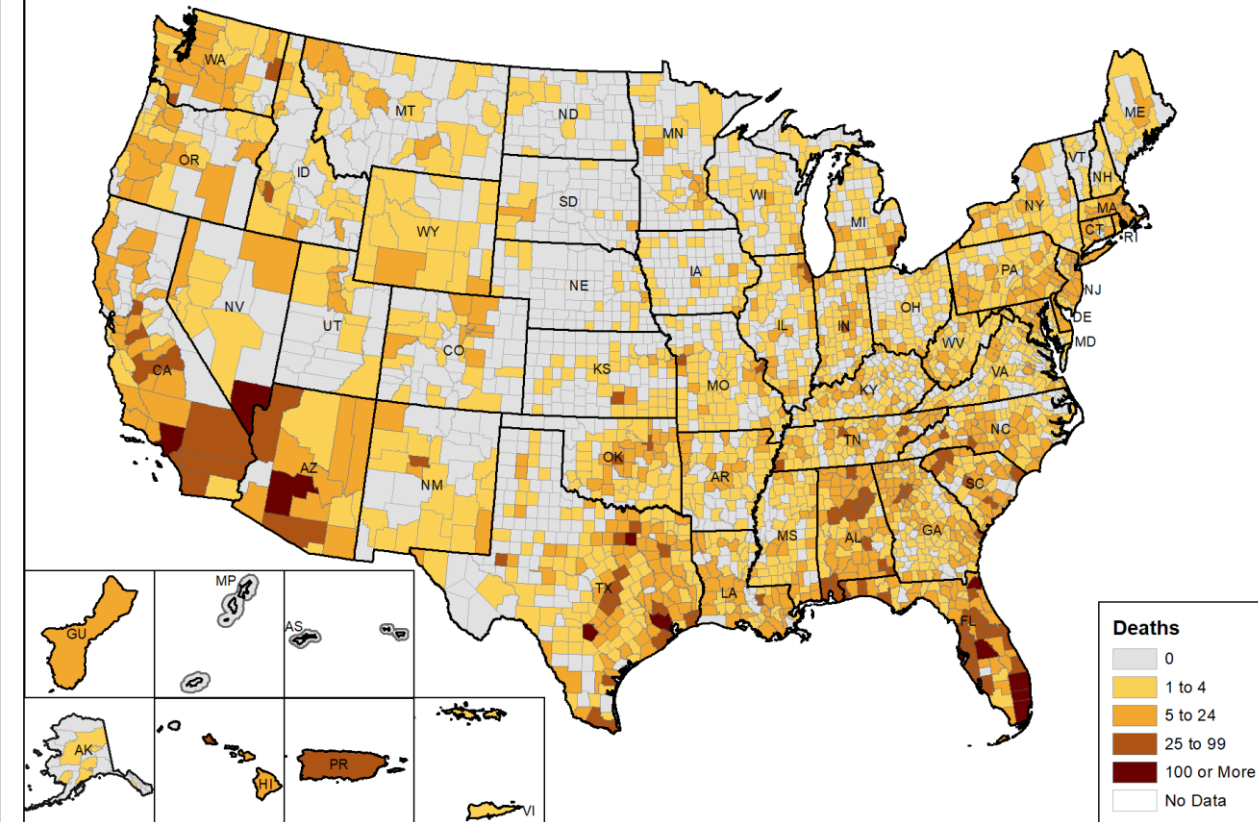 WA
MT
ND
MN
ME
OR
ID
SD
WI
VT
NH
WY
MI
NY
MA
CT
RI
IA
NE
PA
NJ
NV
UT
CO
IL
IN
OH
DE
MD
WV
CA
KS
MO
KY
VA
AZ
NM
OK
AR
TN
NC
SC
MS
AL
GA
TX
LA
FL
GU
MP
AS
AK
HI
PR
VI
Deaths
0
1 to 4
5 to 24
25 to 99
100 or More
No Data